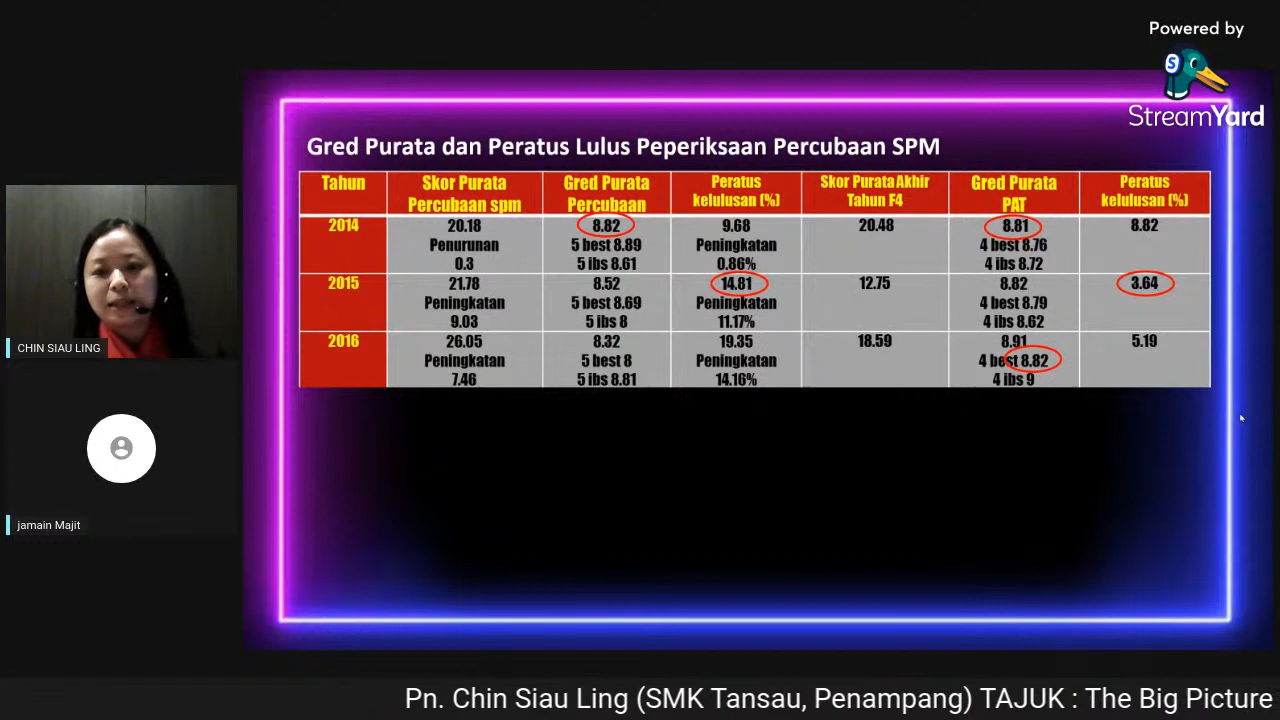 Powered by
S
StreamYard
Gred Purata dan Peratus Lulus Peperiksaan Percubaan SPM
Tahun
Skor Purata
Percubaan spm
Gred Purata
Percubaan
Peratus
kelulusan (%)
Skor Purata Akhir
Tahun F4
Gred Purata
PAT
Peratus
kelulusan (%)
2014
20.18
Penurunan
0.3
8.82
5 best 8.89
5 ibs 8.61
9.68
Peningkatan
0.86%
20.48
8.81
4 best 8.76
4 ibs 8.72
8.82
2015
21.78
Peningkatan
9.03
8.52
5 best 8.69
5 ibs 8
14.81
Peningkatan
11.17%
12.75
8.82
4 best 8.79
4 ibs 8.62
3.64
2016
26.05
Peningkatan
7.46
8.32
5 best 8
5 ibs 8.81
19.35
Peningkatan
14.16%
18.59
8.91
4 best 8.82
4 ibs 9
5.19
CHIN SIAU LING
jamain Majit
Pn. Chin Siau Ling (SMK Tansau, Penampang) TAJUK : The Big Picture